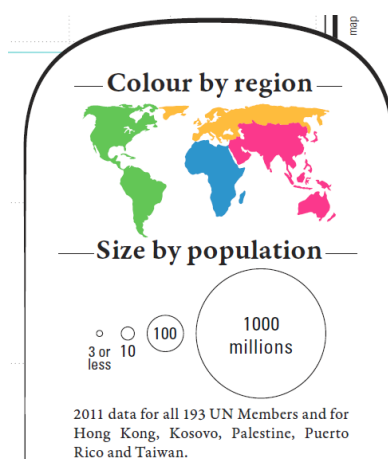 map
Colour by region
Size by population
3 or
less
10
100
1000
millions
2011 data for all 193 UN Members and for
Hong Kong, Kosovo, Palestine, Puerto
Rico and Taiwan.